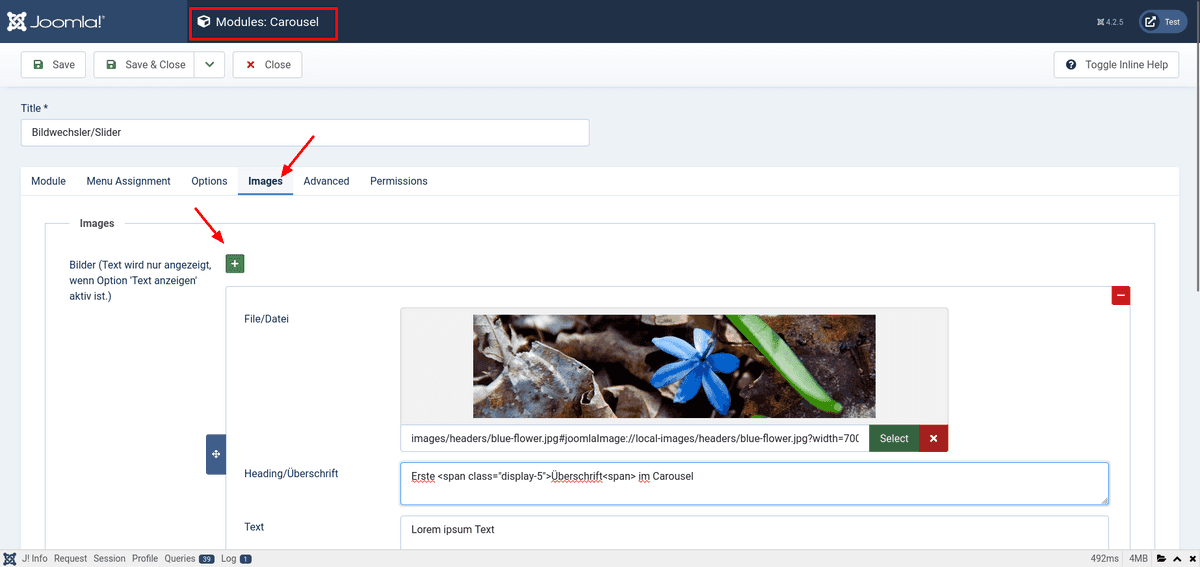 Joomla!®
Modules: Carousel
4.2.5
Test
Save
Save & Close
Close
Toggle Inline Help
Title *
Bildwechsler/Slider
Module
Menu Assignment
Options
Images
Advanced
Permissions
Images
Bilder (Text wird nur angezeigt,
wenn Option 'Text anzeigen'
aktiv ist.)
File/Datei
images/headers/blue-flower.jpg#joomlaImage://local-images/headers/blue-flower.jpg?width=700
Select
Heading/Überschrift
Erste <span class="display-5">Überschrift<span> im Carousel
Text
Lorem ipsum Text
J! Info
Request
Session
Profile
Queries
39
Log
1
492ms
4MB